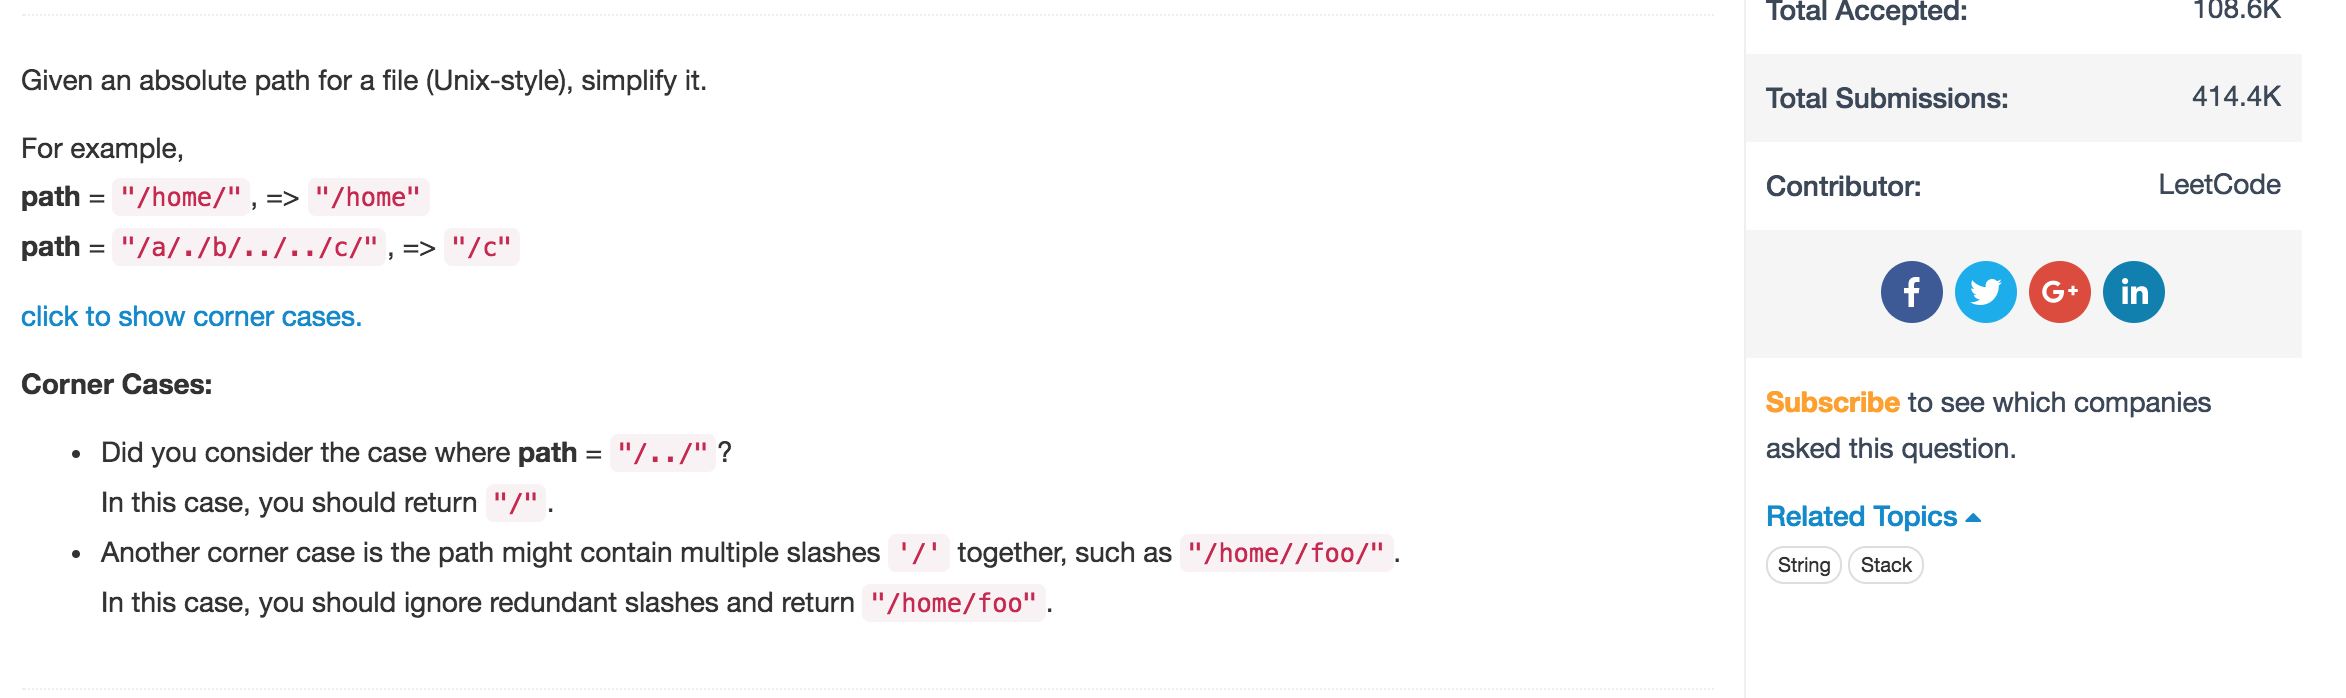 Given an absolute path for a file (Unix-style), simplify it.
For example,
path = "/home/", => "/home"
path = "/a/./b/../../c/", => "/c"
click to show corner cases.
Corner Cases:
• Did you consider the case where path = "/../"?
In this case, you should return "/".
• Another corner case is the path might contain multiple slashes '/' together, such as "/home//foo/".
In this case, you should ignore redundant slashes and return "/home/foo".
Total Accepted: 108.6K
Total Submissions: 414.4K
Contributor: LeetCode
f G+ in
Subscribe to see which companies
asked this question.
Related Topics
String Stack